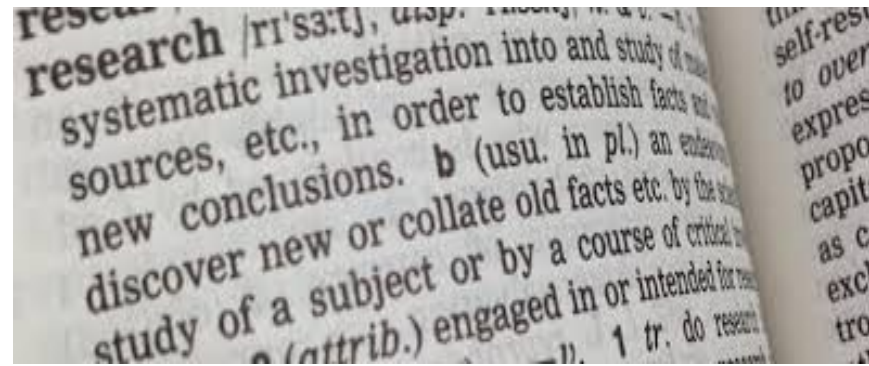 research /rɪˈsɜːtʃ, disp.
systematic investigation into and study of
sources, etc., in order to establish facts and
new conclusions. b (usu. in pl.) an
discover new or collate old facts etc. by the
study of a subject or by a course of critical
(attrib.) engaged in or intended for
1 tr. do research
self-res
to over
expres
propo
capit
as c
exc
tro